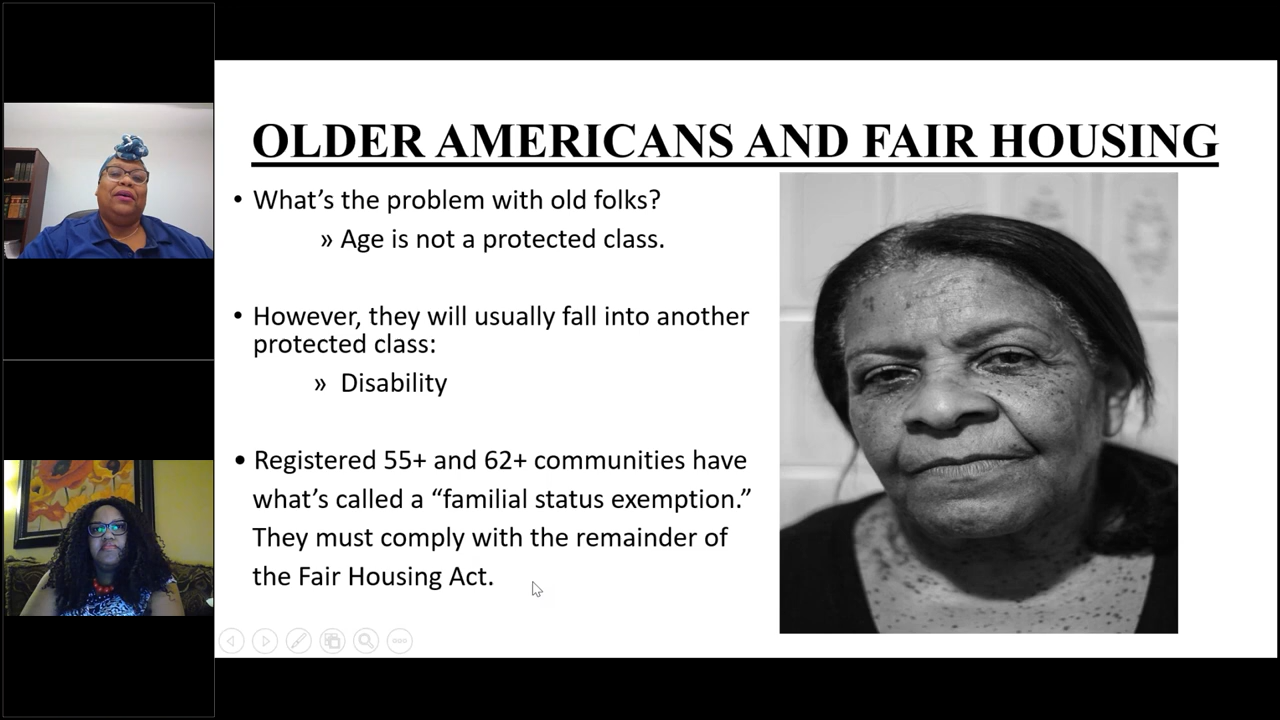 OLDER AMERICANS AND FAIR HOUSING
• What’s the problem with old folks?
» Age is not a protected class.
• However, they will usually fall into another
protected class:
» Disability
• Registered 55+ and 62+ communities have
what’s called a “familial status exemption.”
They must comply with the remainder of
the Fair Housing Act.